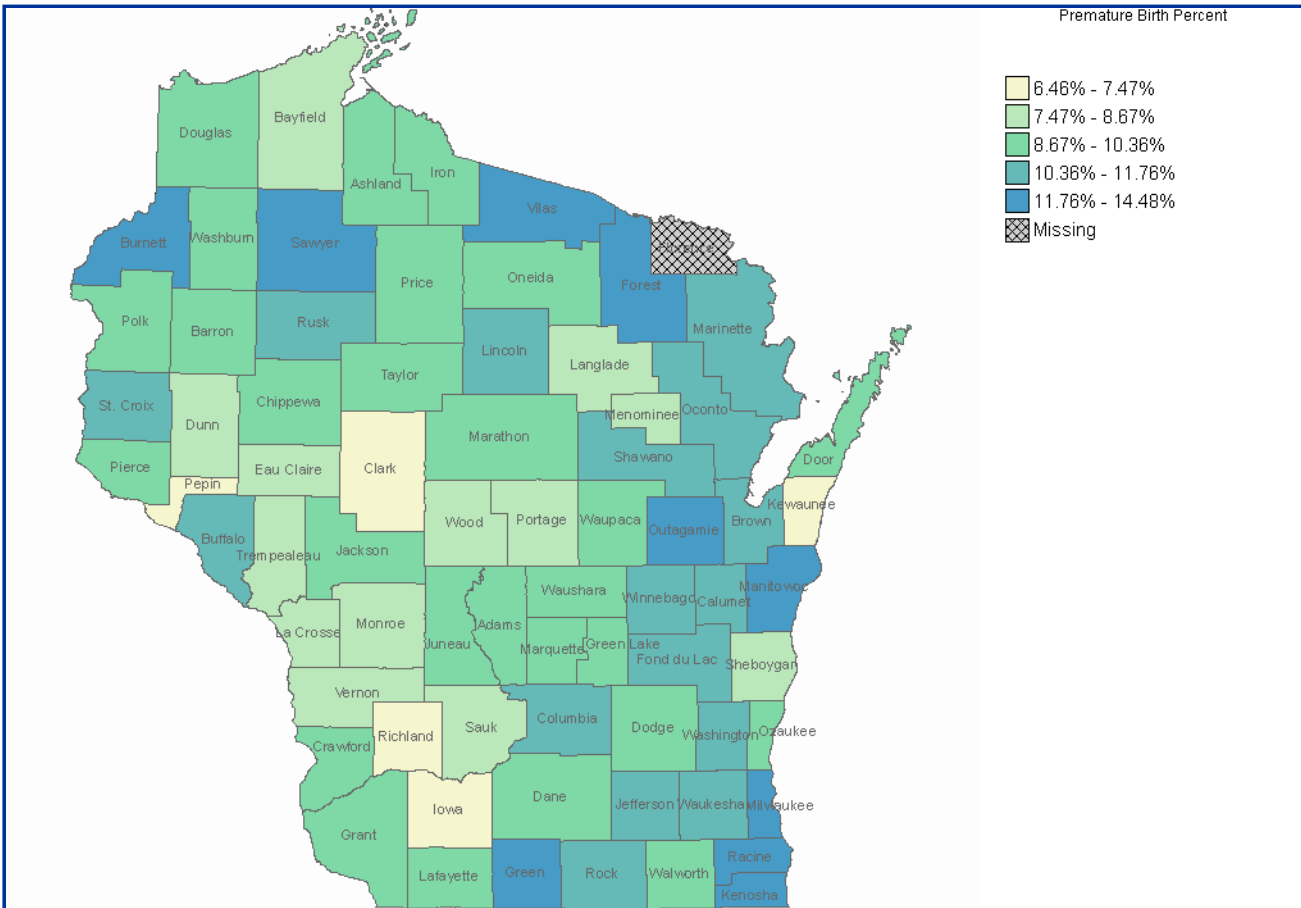 Premature Birth Percent
6.46% - 7.47%
7.47% - 8.67%
8.67% - 10.36%
10.36% - 11.76%
11.76% - 14.48%
Missing
Bayfield
Douglas
Iron
Ashland
Vilas
Burnett
Washburn
Sawyer
Price
Oneida
Forest
Polk
Barron
Rusk
Marinette
Lincoln
Langlade
Taylor
St. Croix
Chippewa
Dunn
Menominee
Oconto
Marathon
Shawano
Door
Pierce
Eau Claire
Clark
Pepin
Kewaunee
Wood
Portage
Waupaca
Outagamie
Brown
Buffalo
Trempealeau
Jackson
Manitowoc
Waushara
Winnebago
Calumet
La Crosse
Monroe
Adams
Juneau
Marquette
Green Lake
Fond du Lac
Sheboygan
Vernon
Sauk
Columbia
Dodge
Washington
Ozaukee
Richland
Crawford
Iowa
Dane
Jefferson
Waukesha
Milwaukee
Grant
Lafayette
Green
Rock
Walworth
Racine
Kenosha